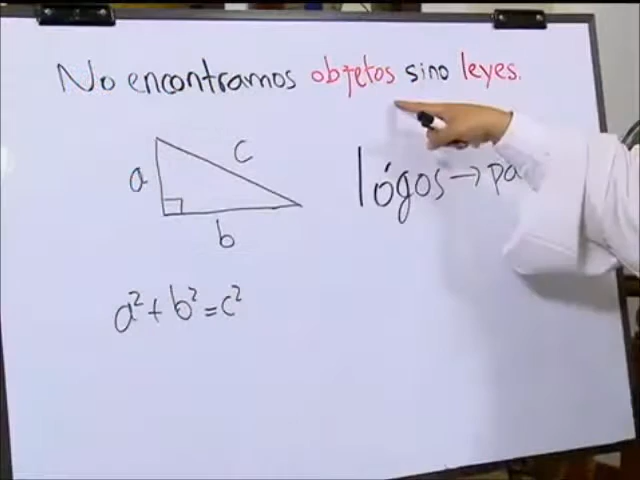 No encontramos objetos sino leyes.
c
a
lógos → pa
b
a² + b² = c²